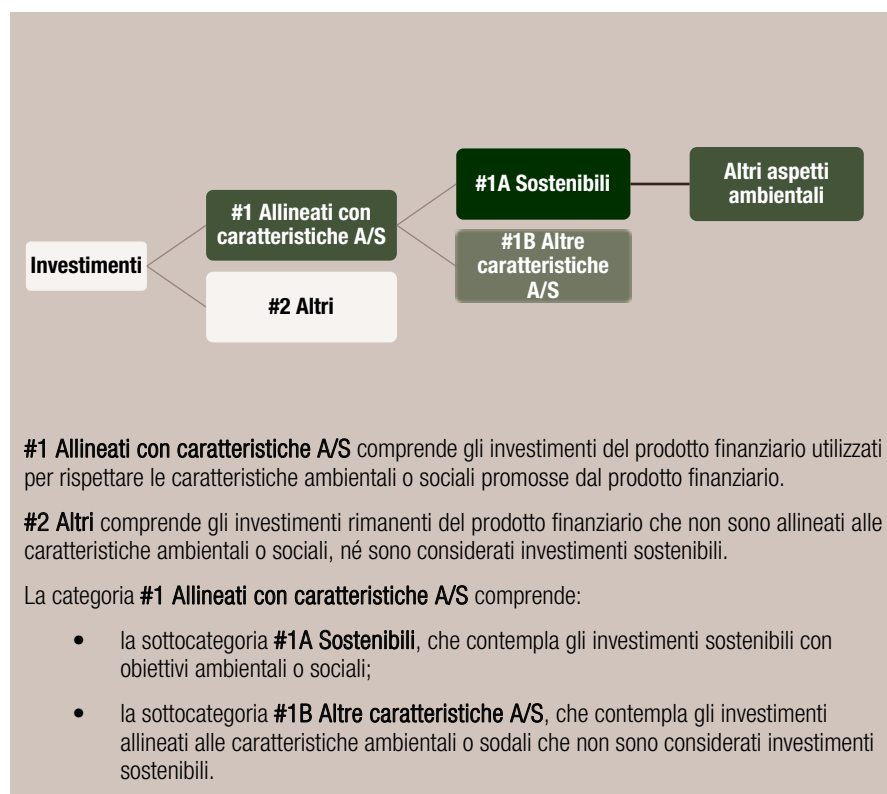 Investimenti
#1 Allineati con
caratteristiche A/S
#2 Altri
#1A Sostenibili
#1B Altre
caratteristiche
A/S
Altri aspetti
ambientali
#1 Allineati con caratteristiche A/S comprende gli investimenti del prodotto finanziario utilizzati
per rispettare le caratteristiche ambientali o sociali promosse dal prodotto finanziario.
#2 Altri comprende gli investimenti rimanenti del prodotto finanziario che non sono allineati alle
caratteristiche ambientali o sociali, né sono considerati investimenti sostenibili.
La categoria #1 Allineati con caratteristiche A/S comprende:
• la sottocategoria #1A Sostenibili, che contempla gli investimenti sostenibili con
obiettivi ambientali o sociali;
• la sottocategoria #1B Altre caratteristiche A/S, che contempla gli investimenti
allineati alle caratteristiche ambientali o sodali che non sono considerati investimenti
sostenibili.